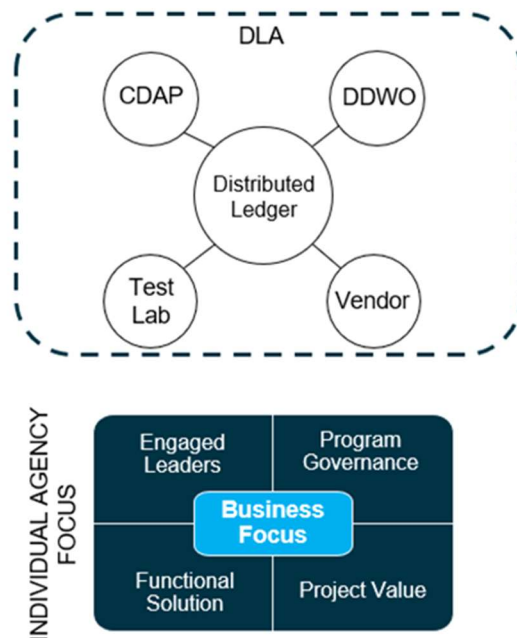 DLA
CDAP
DDWO
Distributed
Ledger
Test
Lab
Vendor
INDIVIDUAL AGENCY
FOCUS
Engaged
Leaders
Program
Governance
Business
Focus
Functional
Solution
Project Value